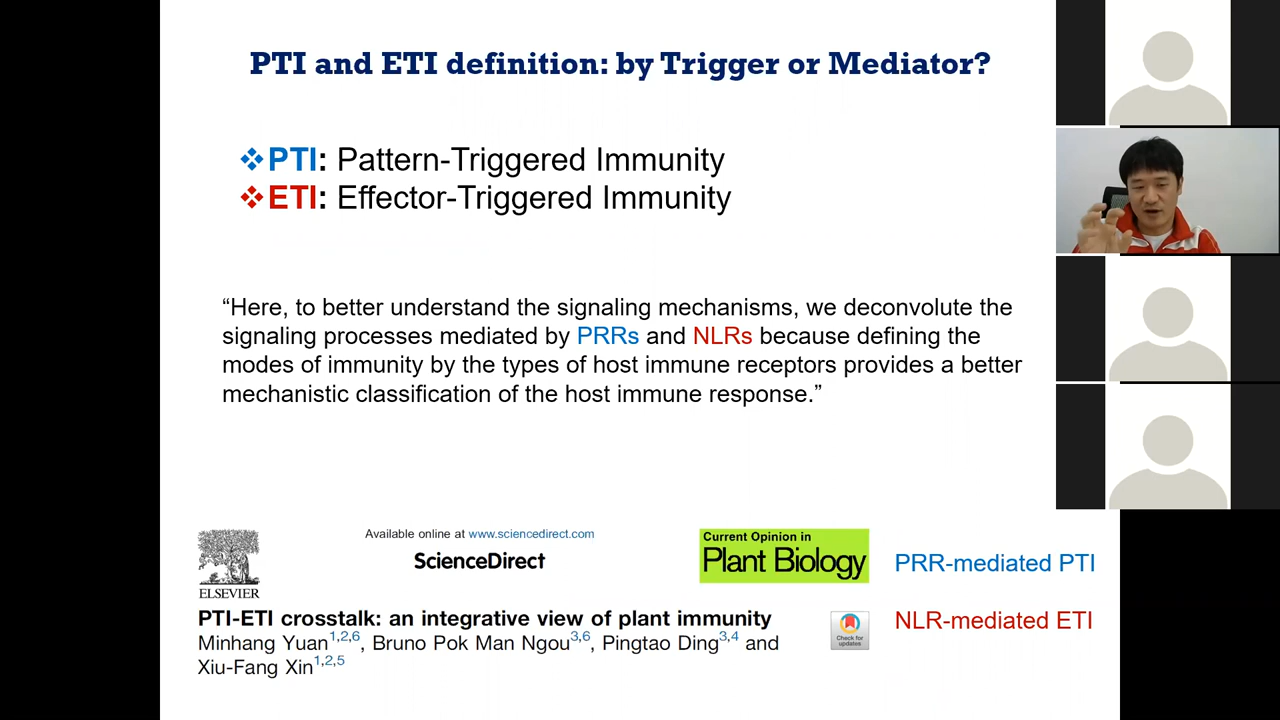 PTI and ETI definition: by Trigger or Mediator?
❖PTI: Pattern-Triggered Immunity
❖ETI: Effector-Triggered Immunity
“Here, to better understand the signaling mechanisms, we deconvolute the
signaling processes mediated by PRRs and NLRs because defining the
modes of immunity by the types of host immune receptors provides a better
mechanistic classification of the host immune response.”
Available online at www.sciencedirect.com
ScienceDirect
ELSEVIER
Current Opinion in
Plant Biology
PRR-mediated PTI
PTI-ETI crosstalk: an integrative view of plant immunity
Minhang Yuan1,2,6, Bruno Pok Man Ngou3,6, Pingtao Ding3,4 and
Xiu-Fang Xin1,2,5
Check for
updates
NLR-mediated ETI